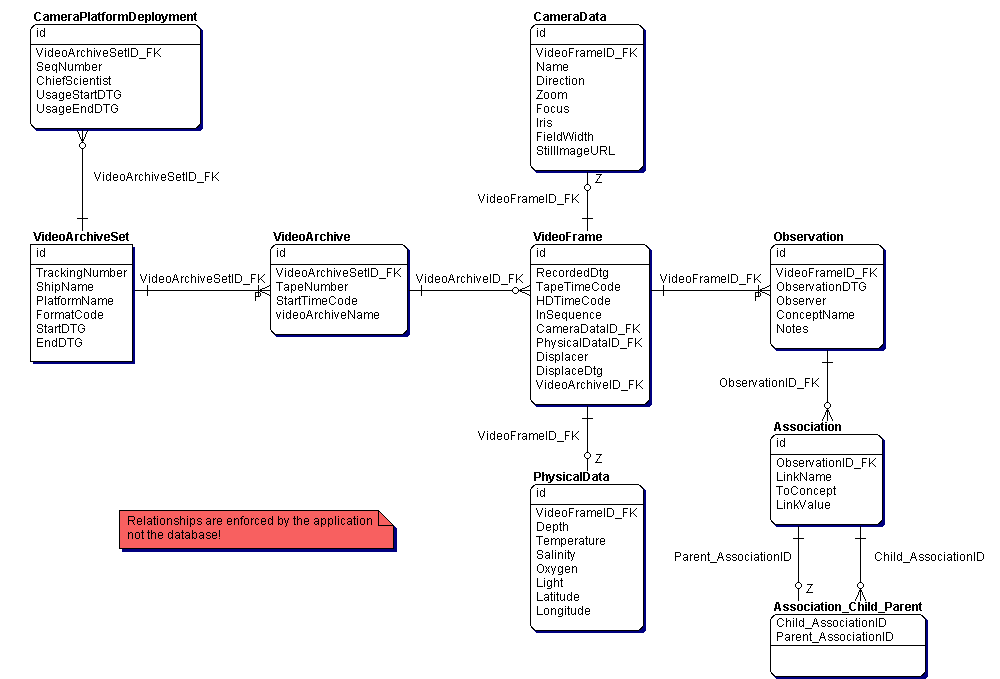 CameraPlatformDeployment
id
VideoArchiveSetID_FK
SeqNumber
ChiefScientist
UsageStartDTG
UsageEndDTG
VideoArchiveSetID_FK
CameraData
id
VideoFrameID_FK
Name
Direction
Zoom
Focus
Iris
FieldWidth
StillImageURL
Z
VideoFrameID_FK
VideoArchiveSet
id
TrackingNumber
ShipName
PlatformName
FormatCode
StartDTG
EndDTG
VideoArchiveSetID_FK
P
VideoArchive
id
VideoArchiveSetID_FK
TapeNumber
StartTimeCode
videoArchiveName
VideoArchiveID_FK
VideoFrame
id
RecordedDtg
TapeTimeCode
HDTimeCode
InSequence
CameraDataID_FK
PhysicalDataID_FK
Displacer
DisplaceDtg
VideoArchiveID_FK
VideoFrameID_FK
P
Observation
id
VideoFrameID_FK
ObservationDTG
Observer
ConceptName
Notes
ObservationID_FK
VideoFrameID_FK
Z
Association
id
ObservationID_FK
LinkName
ToConcept
LinkValue
PhysicalData
id
VideoFrameID_FK
Depth
Temperature
Salinity
Oxygen
Light
Latitude
Longitude
Relationships are enforced by the application
not the database!
Parent_AssociationID
Child_AssociationID
Z
Association_Child_Parent
Child_AssociationID
Parent_AssociationID